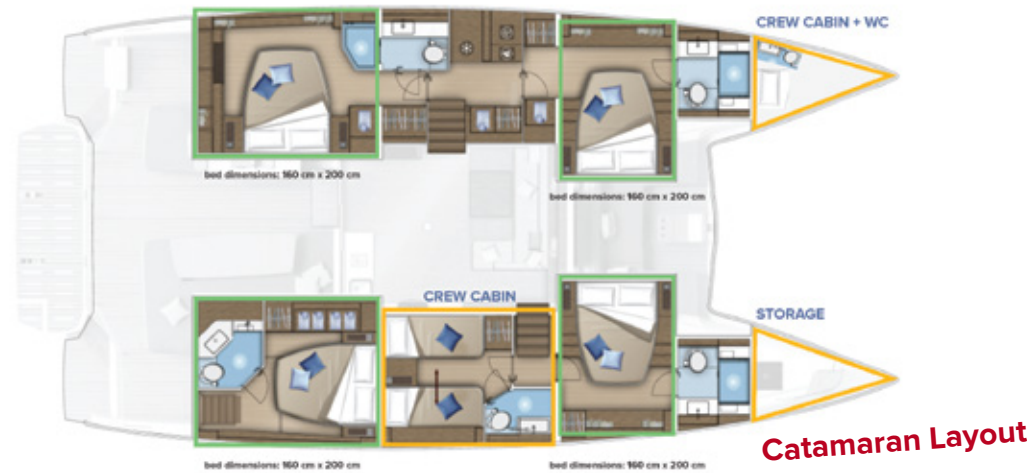 CREW CABIN + WC
bed dimensions: 160 cm x 200 cm
bed dimensions: 160 cm x 200 cm
CREW CABIN
STORAGE
Catamaran Layout
bed dimensions: 160 cm x 200 cm
bed dimensions: 160 cm x 200 cm